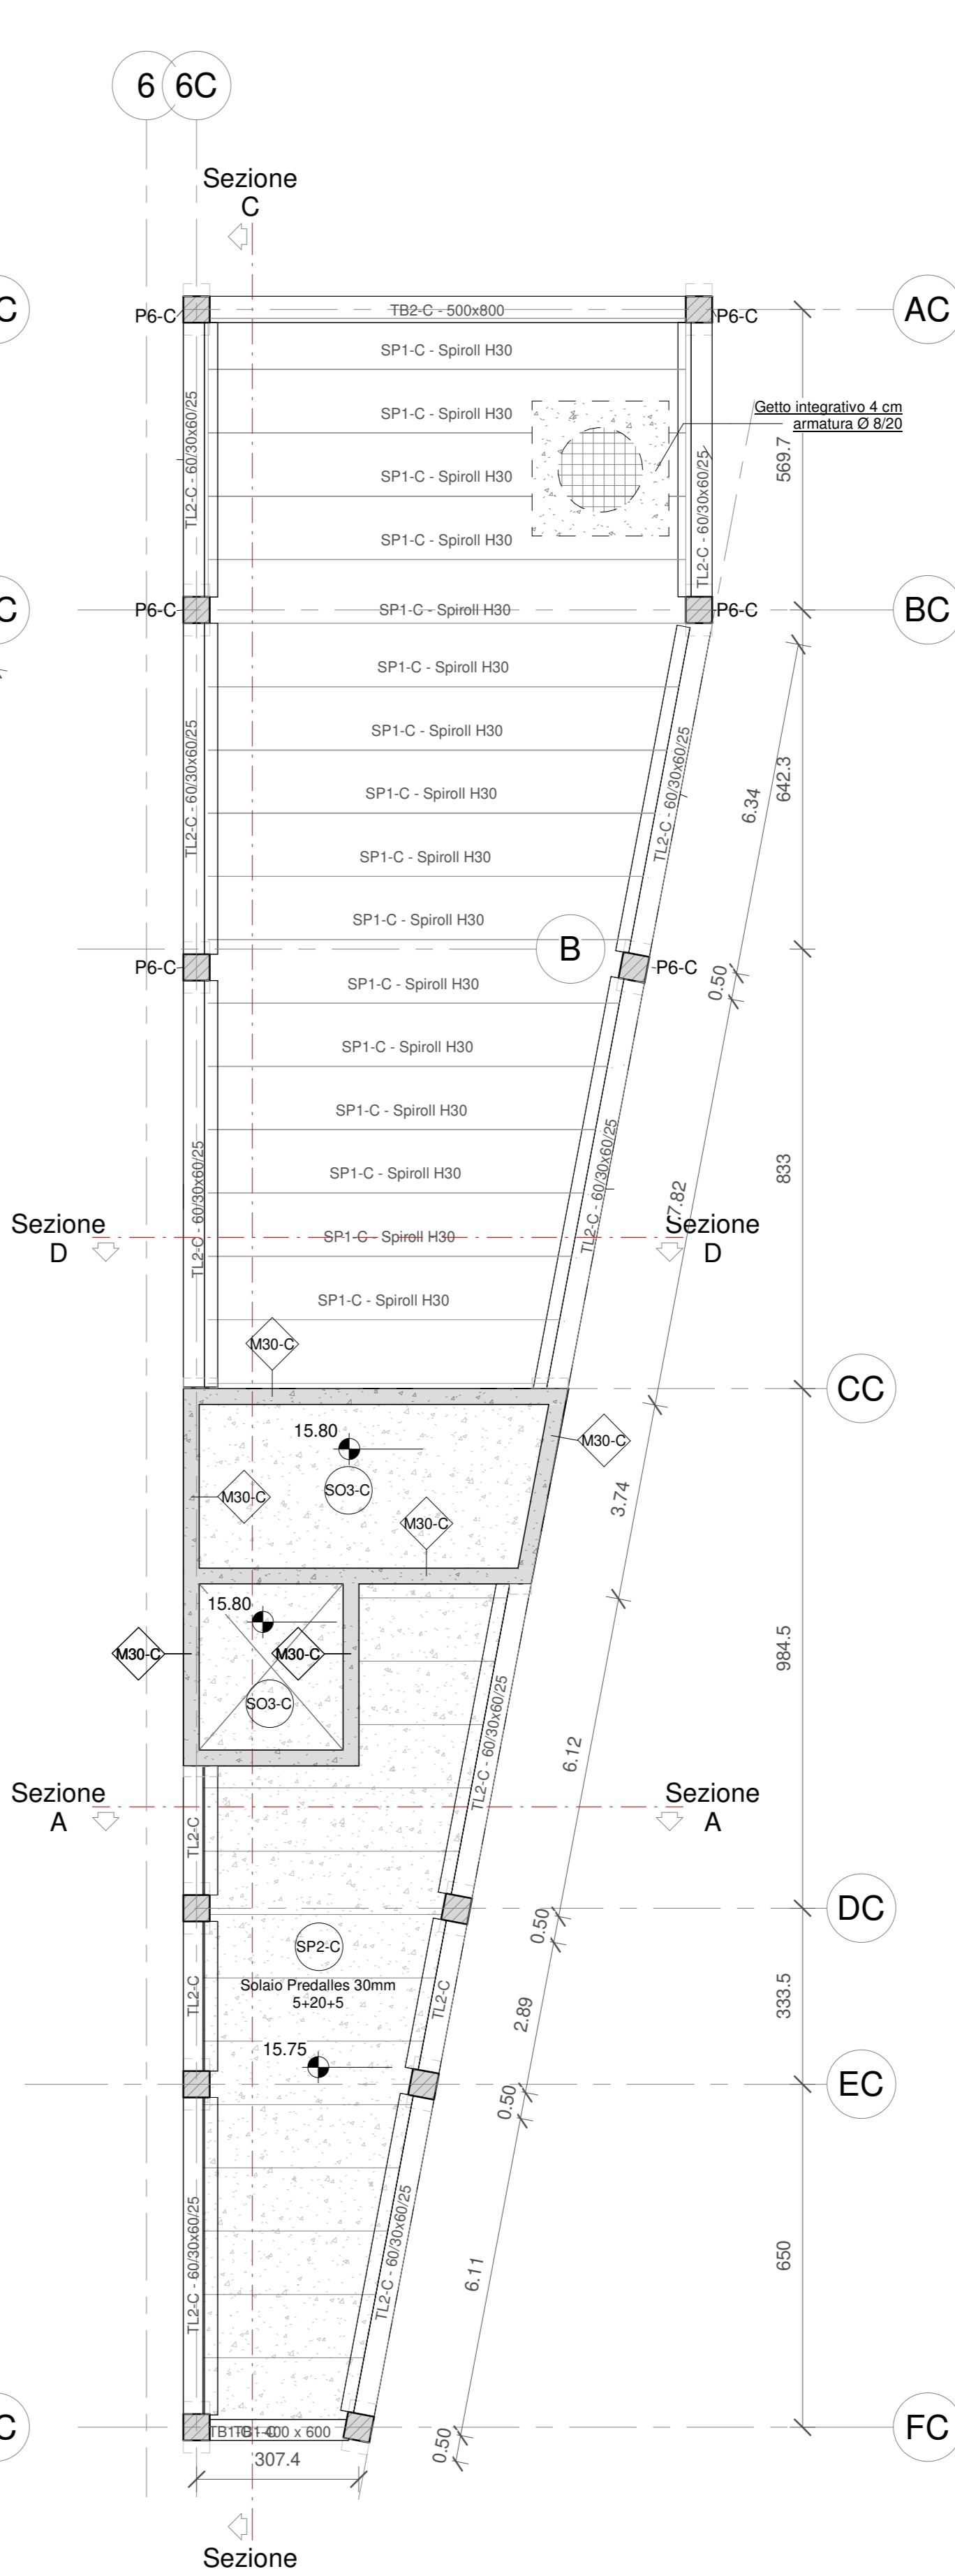 6
6C
Sezione
C
C
AC
P6-C
TB2-C - 500x800
P6-C
SP1-C - Spiroll H30
Getto integrativo 4 cm
armatura Ø 8/20
SP1-C - Spiroll H30
569.7
TL2-C - 60/30x60/25
SP1-C - Spiroll H30
TL2-C - 60/30x60/25
SP1-C - Spiroll H30
C
P6-C
SP1-C - Spiroll H30
P6-C
BC
SP1-C - Spiroll H30
SP1-C - Spiroll H30
TL2-C - 60/30x60/25
TL2-C - 60/30x60/25
642.3
SP1-C - Spiroll H30
6.34
SP1-C - Spiroll H30
SP1-C - Spiroll H30
B
P6-C
P6-C
SP1-C - Spiroll H30
0.50
SP1-C - Spiroll H30
SP1-C - Spiroll H30
833
SP1-C - Spiroll H30
TL2-C - 60/30x60/25
TL2-C - 60/30x60/25
7.82
Sezione
D
Sezione
D
SP1-C - Spiroll H30
SP1-C - Spiroll H30
M30-C
CC
15.80
M30-C
SO3-C
M30-C
3.74
M30-C
15.80
M30-C
M30-C
984.5
SO3-C
TL2-C - 60/30x60/25
6.12
Sezione
A
Sezione
A
TL2-C
DC
0.50
SP2-C
Solaio Predalles 30mm
5+20+5
TL2-C
TL2-C
333.5
2.89
15.75
EC
0.50
TL2-C - 60/30x60/25
TL2-C - 60/30x60/25
6.11
650
C
FC
400 x 600
0.50
307.4
Sezione